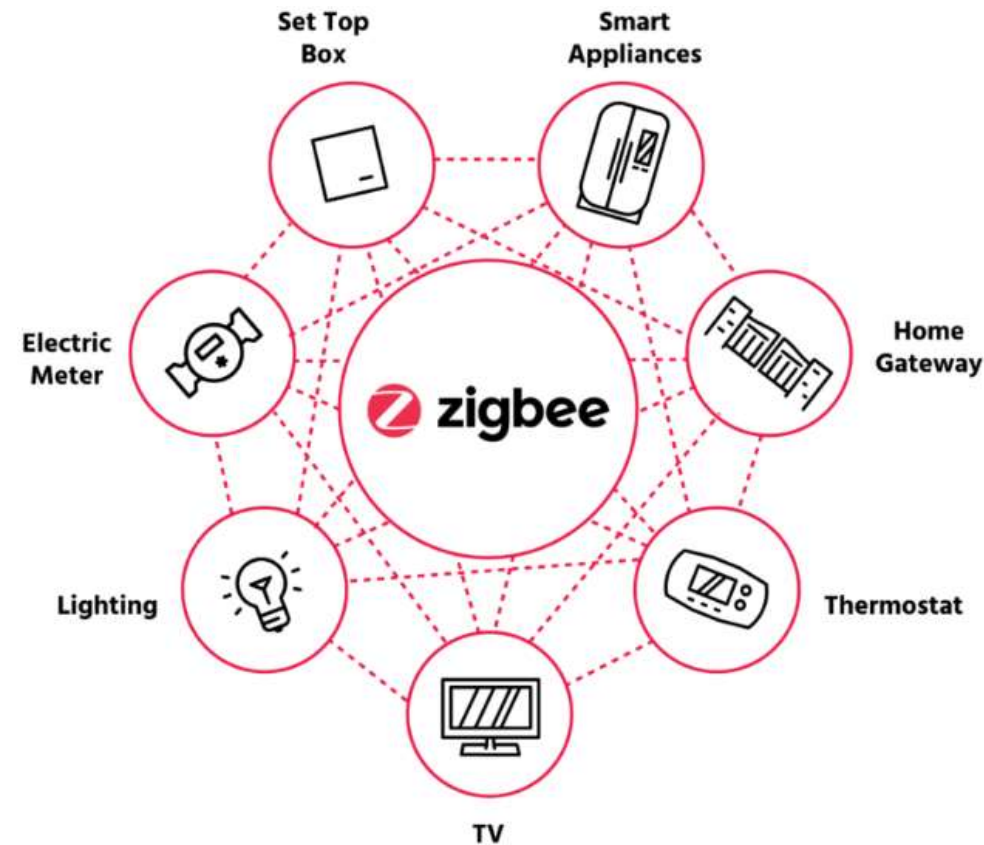 Set Top
Box
Smart
Appliances
Electric
Meter
zigbee
Home
Gateway
Lighting
Thermostat
TV